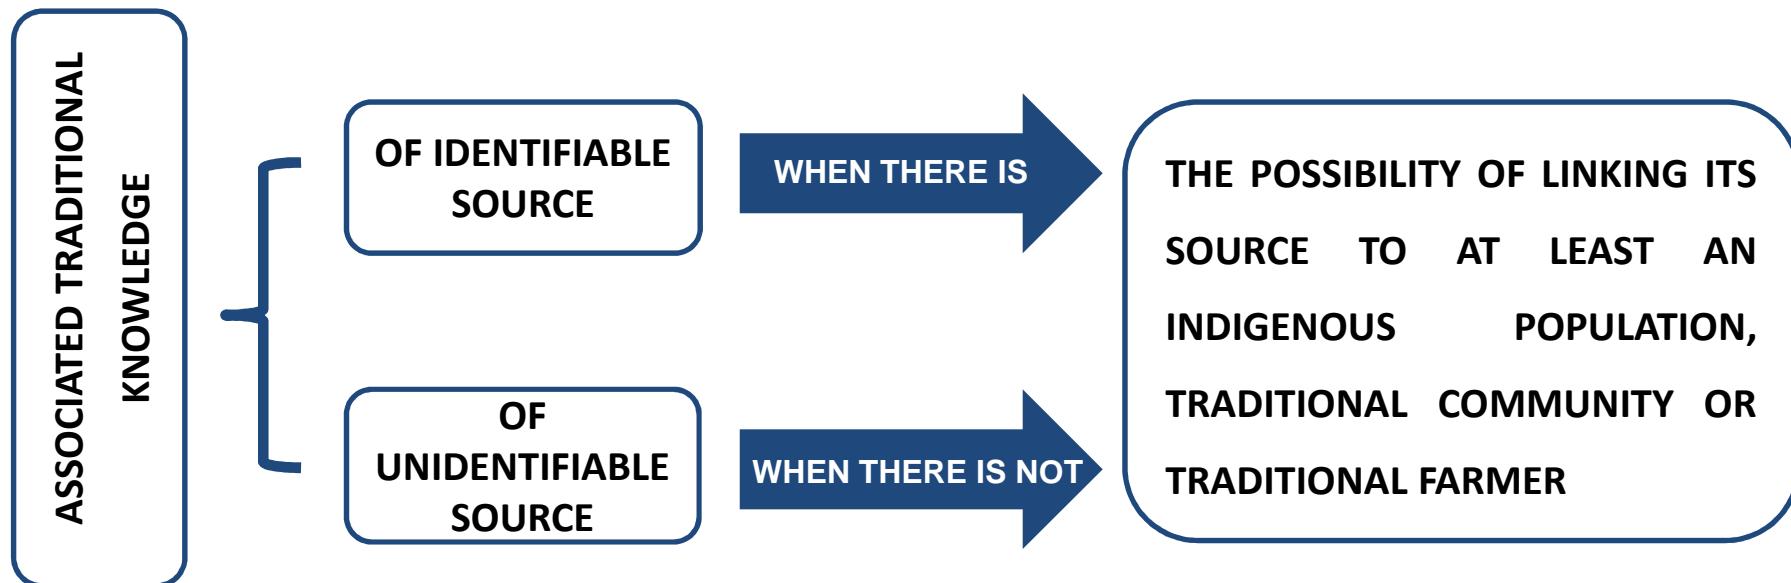 ASSOCIATED TRADITIONAL
KNOWLEDGE
OF IDENTIFIABLE
SOURCE
WHEN THERE IS
OF
UNIDENTIFIABLE
SOURCE
WHEN THERE IS NOT
THE POSSIBILITY OF LINKING ITS
SOURCE TO AT LEAST AN
INDIGENOUS POPULATION,
TRADITIONAL COMMUNITY OR
TRADITIONAL FARMER